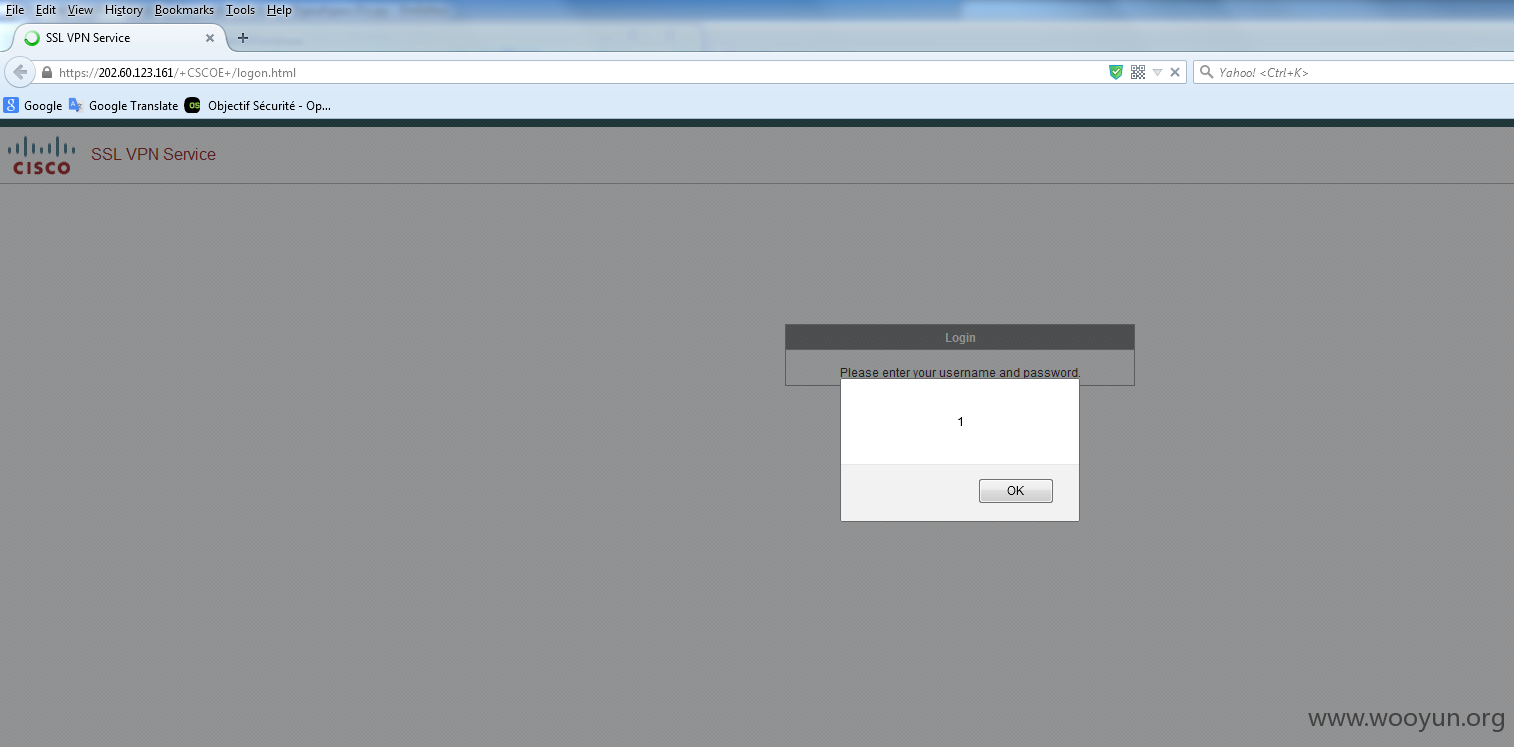 File Edit View History Bookmarks Tools Help
SSL VPN Service
https://202.60.123.161/+CSCOE+/logon.html
Yahoo! <Ctrl+K>
8 Google A Google Translate OS Objectif Sécurité - Op...
CISCO SSL VPN Service
Login
Please enter your username and password.
1
OK
www.wooyun.org